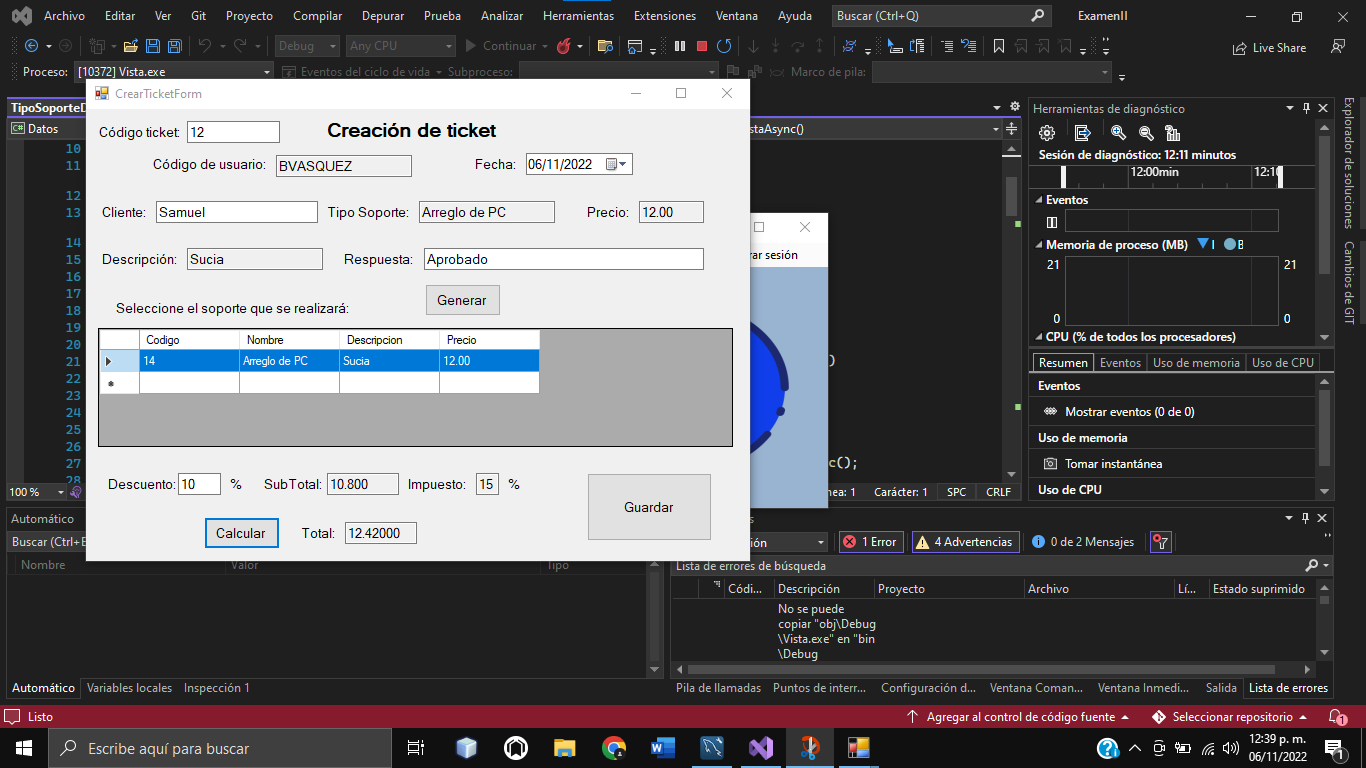 Archivo Editar Ver Git Proyecto Compilar Depurar Prueba Analizar Herramientas Extensiones Ventana Ayuda Buscar (Ctrl+Q) ExamenII
Debug Any CPU Continuar Live Share
Proceso: [10372] Vista.exe Eventos del ciclo de vida Subproceso: Marco de pila:
CrearTicketForm
Código ticket: 12 Creación de ticket
Código de usuario: BVASQUEZ Fecha: 06/11/2022
Cliente: Samuel Tipo Soporte: Arreglo de PC Precio: 12.00
Descripción: Sucia Respuesta: Aprobado
Seleccione el soporte que se realizará: Generar
Codigo Nombre Descripcion Precio
14 Arreglo de PC Sucia 12.00
Descuento: 10 % SubTotal: 10.800 Impuesto: 15 %
Calcular Total: 12.42000 Guardar
TipoSoporteD
Datos
staAsync()
10
11
12
13
14
15
16
17
18
19
20
21
22
23
24
25
26
27
28
rar sesión
)
c();
100 % nea: 1 Carácter: 1 SPC CRLF
Herramientas de diagnóstico
Sesión de diagnóstico: 12:11 minutos
12:00min 12:10
Eventos
Memoria de proceso (MB) I B
21 21
0 0
CPU (% de todos los procesadores)
Resumen Eventos Uso de memoria Uso de CPU
Eventos
Mostrar eventos (0 de 0)
Uso de memoria
Tomar instantánea
Uso de CPU
Explorador de soluciones
Cambios de GIT
Automático
Buscar (Ctrl+E
Nombre Valor Tipo
Automático Variables locales Inspección 1
s
ión 1 Error 4 Advertencias 0 de 2 Mensajes
Lista de errores de búsqueda
Códi... Descripción Proyecto Archivo Lí... Estado suprimido
No se puede
copiar "obj\Debug
\Vista.exe" en "bin
\Debug
Pila de llamadas Puntos de interr... Configuración d... Ventana Coman... Ventana Inmedi... Salida Lista de errores
Listo Agregar al control de código fuente Seleccionar repositorio 1
Escribe aquí para buscar
12:39 p. m.
06/11/2022
1